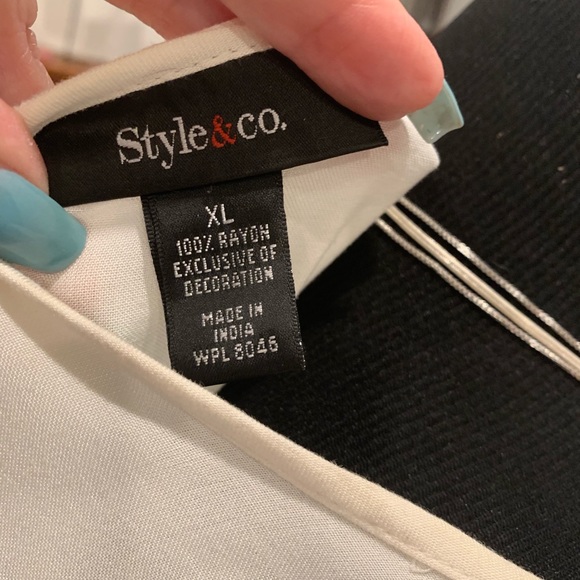 Style&co.
XL
100% RAYON
EXCLUSIVE OF
DECORATION
MADE IN
INDIA
WPL 8046